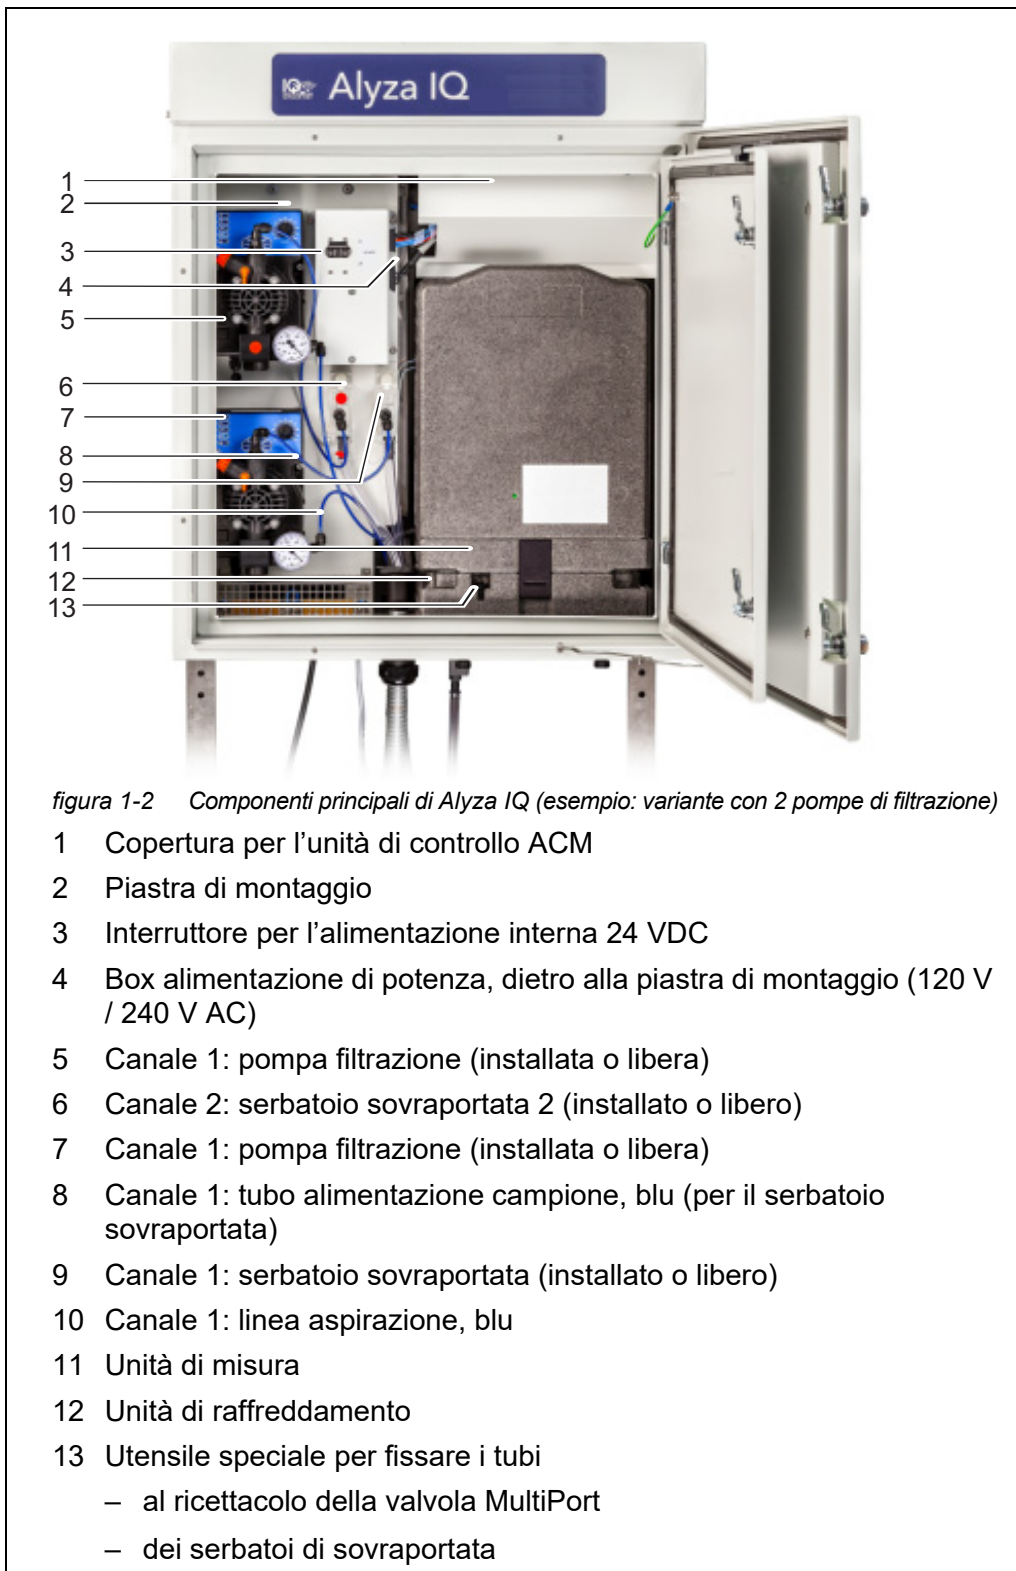 IQ Alyza IQ
1
2
3
4
5
6
7
8
9
10
11
12
13
figura 1-2 Componenti principali di Alyza IQ (esempio: variante con 2 pompe di filtrazione)
1 Copertura per l’unità di controllo ACM
2 Piastra di montaggio
3 Interruttore per l’alimentazione interna 24 VDC
4 Box alimentazione di potenza, dietro alla piastra di montaggio (120 V
/ 240 V AC)
5 Canale 1: pompa filtrazione (installata o libera)
6 Canale 2: serbatoio sovraportata 2 (installato o libero)
7 Canale 1: pompa filtrazione (installata o libera)
8 Canale 1: tubo alimentazione campione, blu (per il serbatoio
sovraportata)
9 Canale 1: serbatoio sovraportata (installato o libero)
10 Canale 1: linea aspirazione, blu
11 Unità di misura
12 Unità di raffreddamento
13 Utensile speciale per fissare i tubi
– al ricettacolo della valvola MultiPort
– dei serbatoi di sovraportata